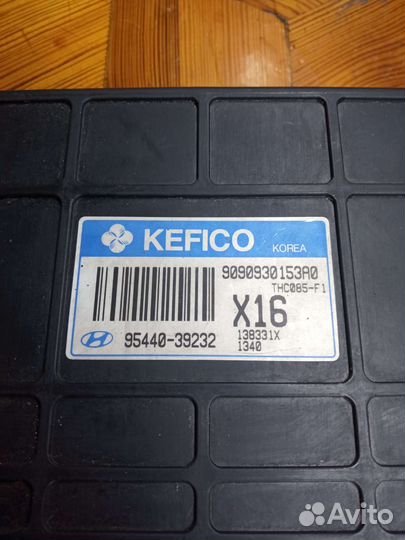 KEFICO KOREA
9090930153A0
THC085-F1
X16
95440-39232
138331X
1340
Avito